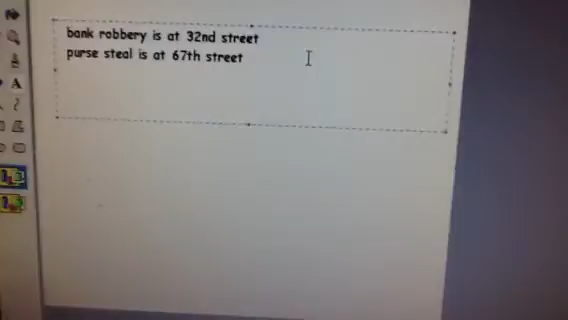 bank robbery is at 32nd street
purse steal is at 67th street